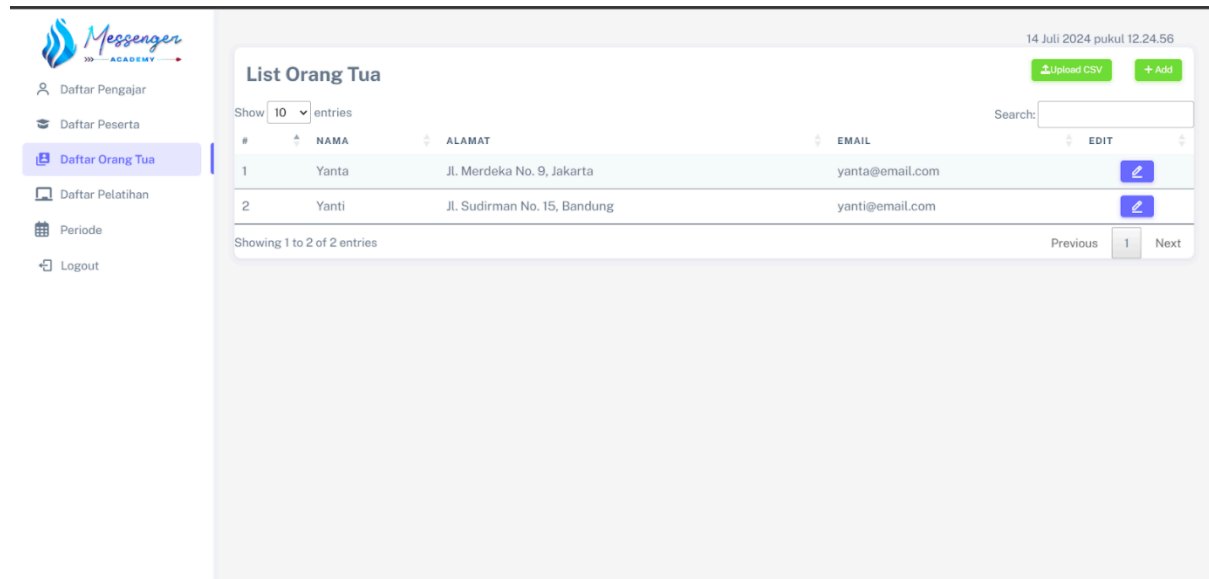 Messenger
ACADEMY
Daftar Pengajar
Daftar Peserta
Daftar Orang Tua
Daftar Pelatihan
Periode
Logout
14 Juli 2024 pukul 12.24.56
List Orang Tua
Upload CSV
+ Add
Show 10 entries
Search:
# NAMA ALAMAT EMAIL EDIT
1 Yanta Jl. Merdeka No. 9, Jakarta yanta@email.com
2 Yanti Jl. Sudirman No. 15, Bandung yanti@email.com
Showing 1 to 2 of 2 entries
Previous 1 Next